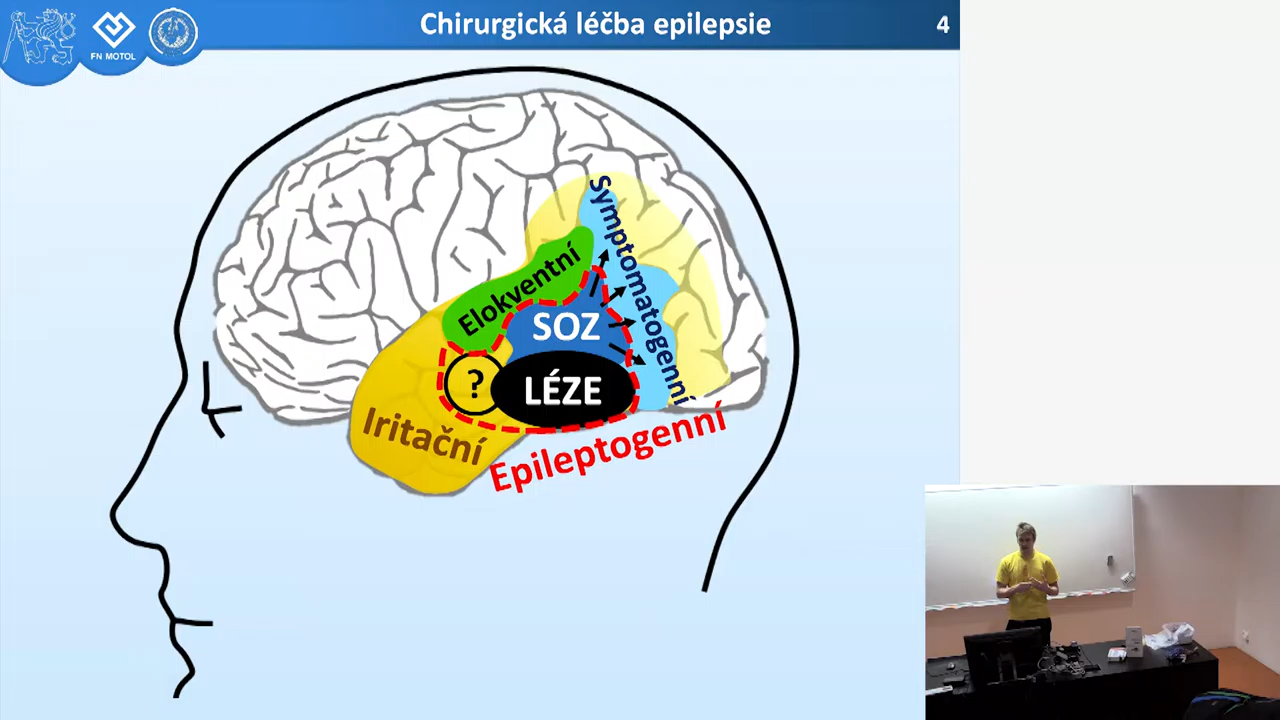 Chirurgická léčba epilepsie
4
FN MOTOL
Symptomatogenní
Elokventní
SOZ
?
LÉZE
Iritační
Epileptogenní